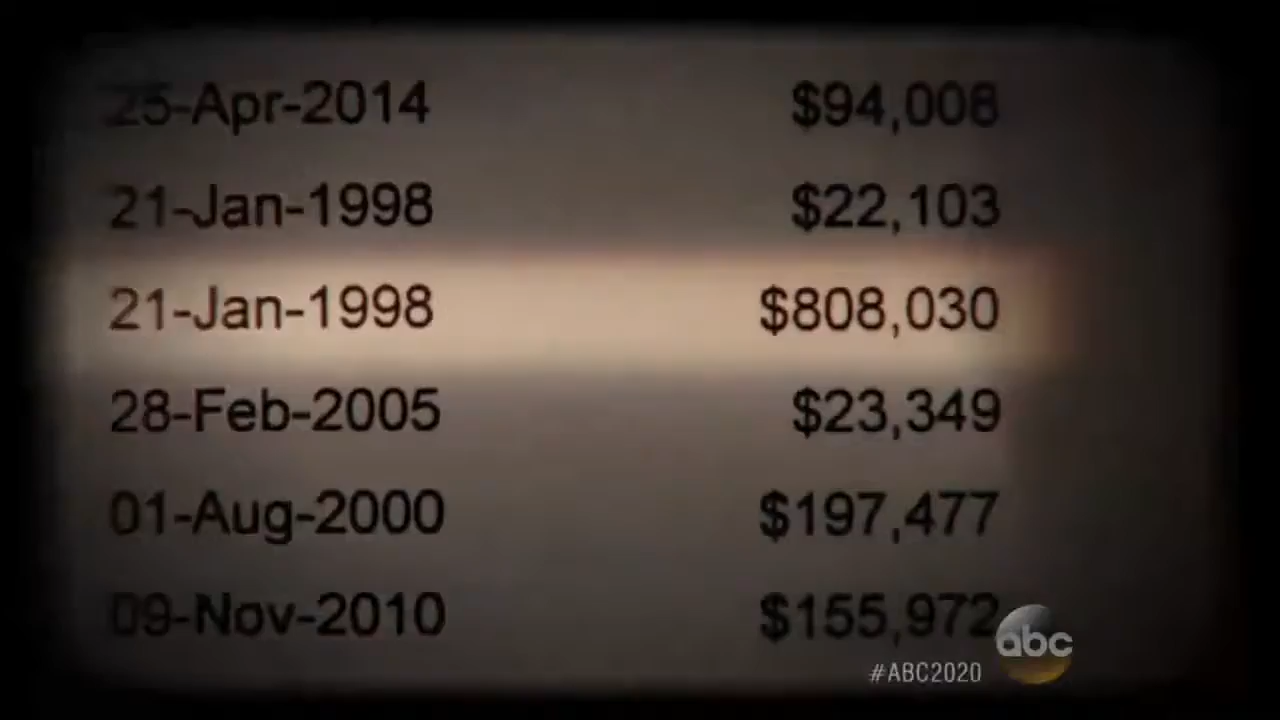 25-Apr-2014 $94,008
21-Jan-1998 $22,103
21-Jan-1998 $808,030
28-Feb-2005 $23,349
01-Aug-2000 $197,477
09-Nov-2010 $155,972
abc
#ABC2020